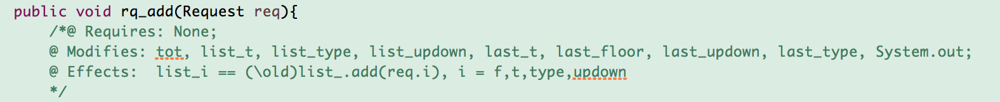 public void rq_add(Request req){
/*@ Requires: None;
@ Modifies: tot, list_t, list_type, list_updown, last_t, last_floor, last_updown, last_type, System.out;
@ Effects:  list_i == (\old)list_.add(req.i), i = f,t,type,updown
*/